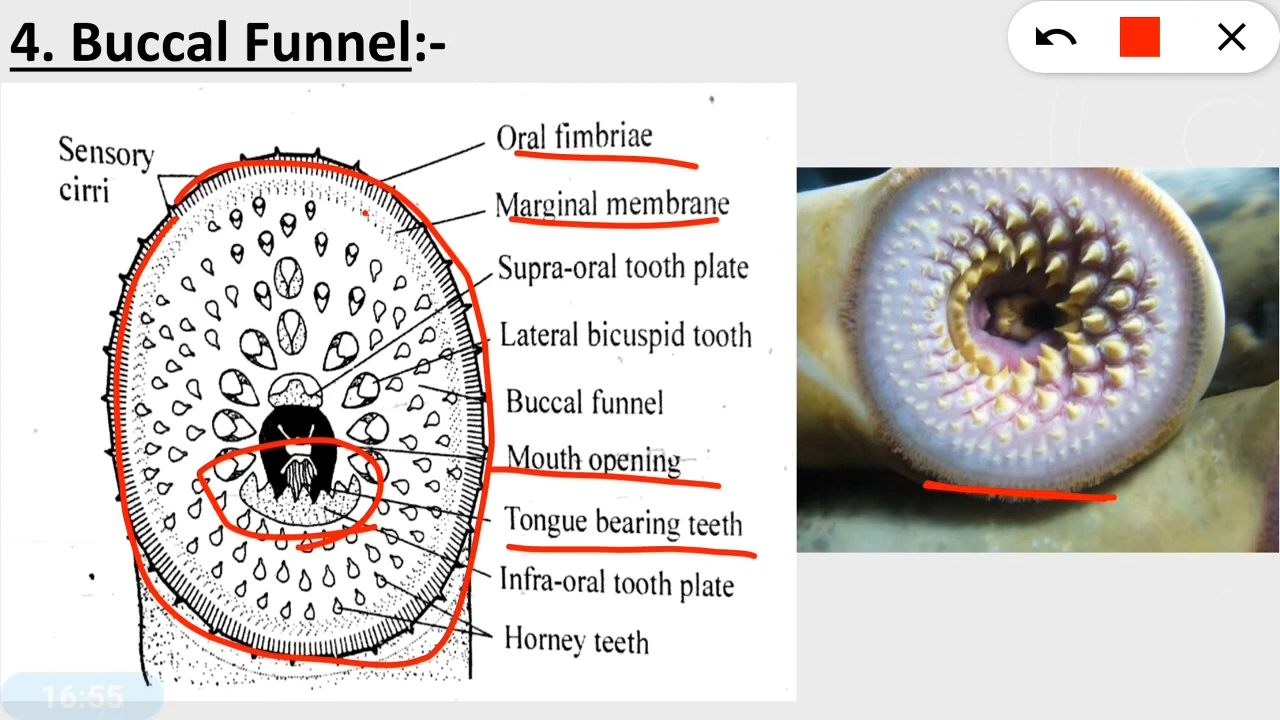 4. Buccal Funnel:-
Sensory
cirri
Oral fimbriae
Marginal membrane
Supra-oral tooth plate
Lateral bicuspid tooth
Buccal funnel
Mouth opening
Tongue bearing teeth
Infra-oral tooth plate
Horney teeth
16:55